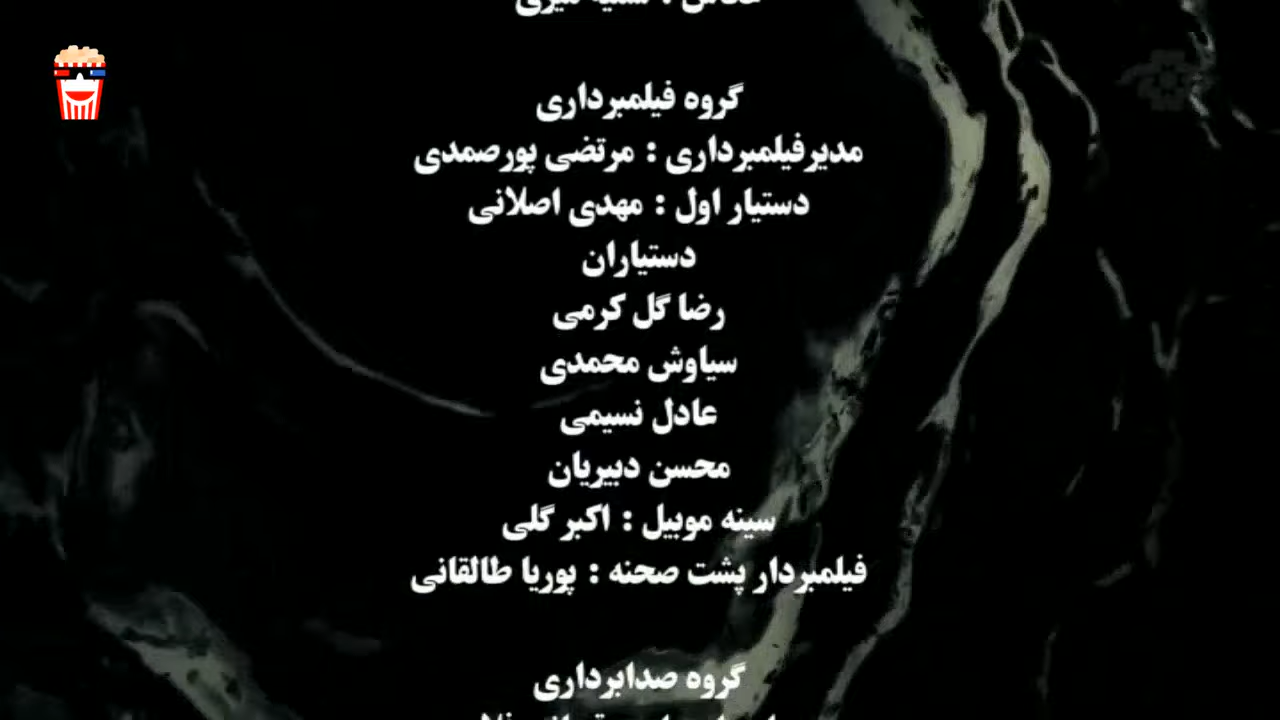 گروه فیلمبرداری
مدیرفیلمبرداری : مرتضی پورصمدی
دستیار اول : مهدی اصلانی
دستیاران
رضا گل کرمی
سیاوش محمدی
عادل نسیمی
محسن دبیریان
سینه موبیل : اکبر گلی
فیلمبردار پشت صحنه : پوریا طالقانی
گروه صدابرداری